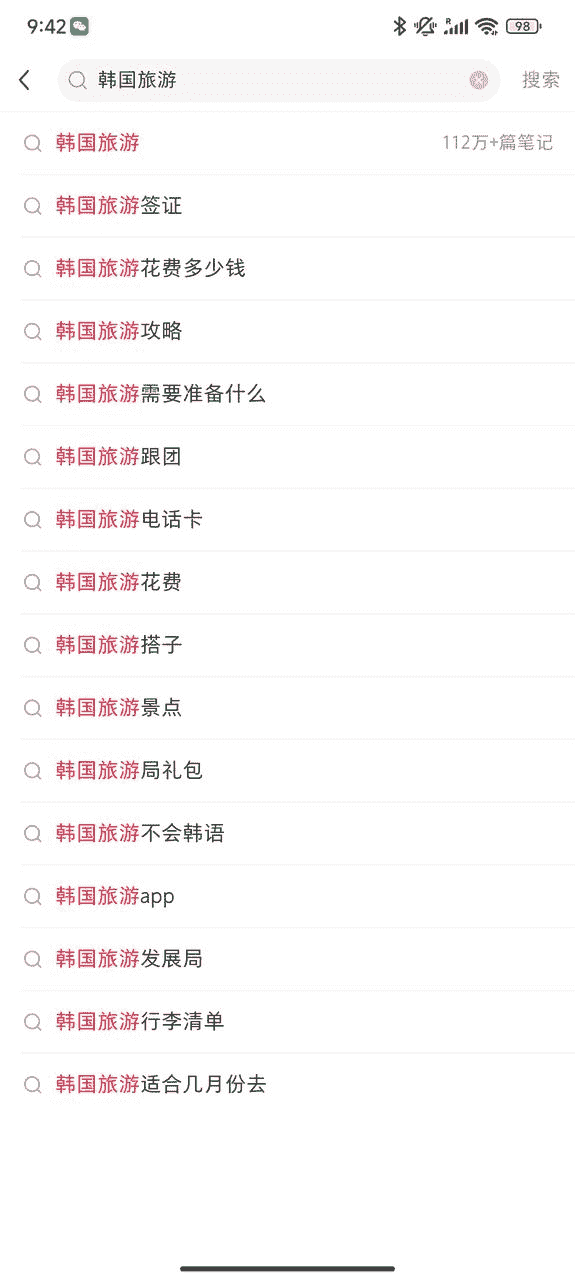 9:42
98
韩国旅游
搜索
韩国旅游 112万+篇笔记
韩国旅游签证
韩国旅游花费多少钱
韩国旅游攻略
韩国旅游需要准备什么
韩国旅游跟团
韩国旅游电话卡
韩国旅游花费
韩国旅游搭子
韩国旅游景点
韩国旅游局礼包
韩国旅游不会韩语
韩国旅游app
韩国旅游发展局
韩国旅游行李清单
韩国旅游适合几月份去